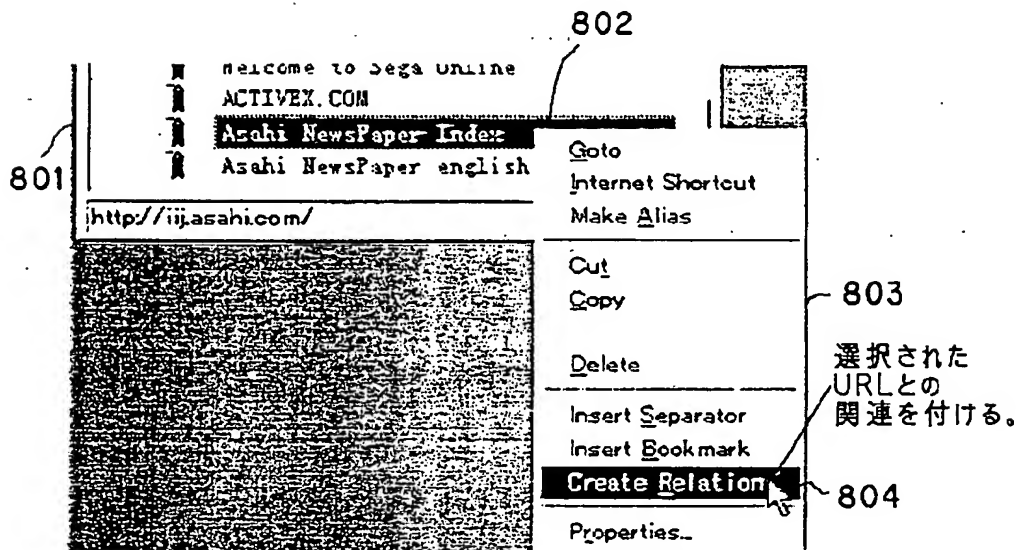 802
Welcome to Sega Online
ACTIVEX.COM
Asahi NewsPaper Index
Asahi NewsPaper english
801
http://iij.asahi.com/
Goto
Internet Shortcut
Make Alias
Cut
Copy
803
Delete
選択された
URLとの
関連を付ける。
Insert Separator
Insert Bookmark
Create Relation
804
Properties...